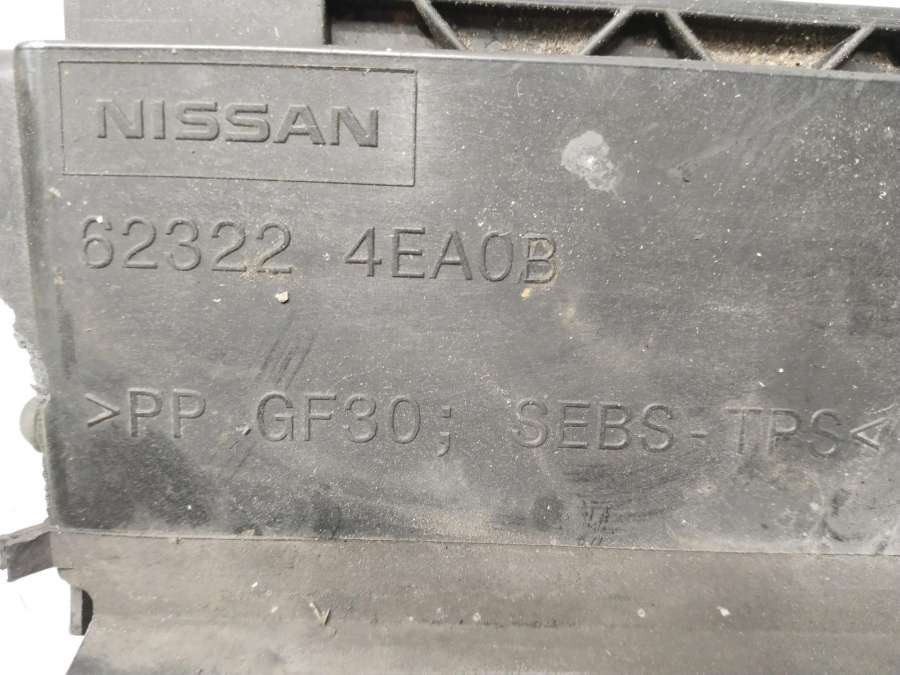 NISSAN
62322 4EA0B
>PP GF30; SEBS-TPS<